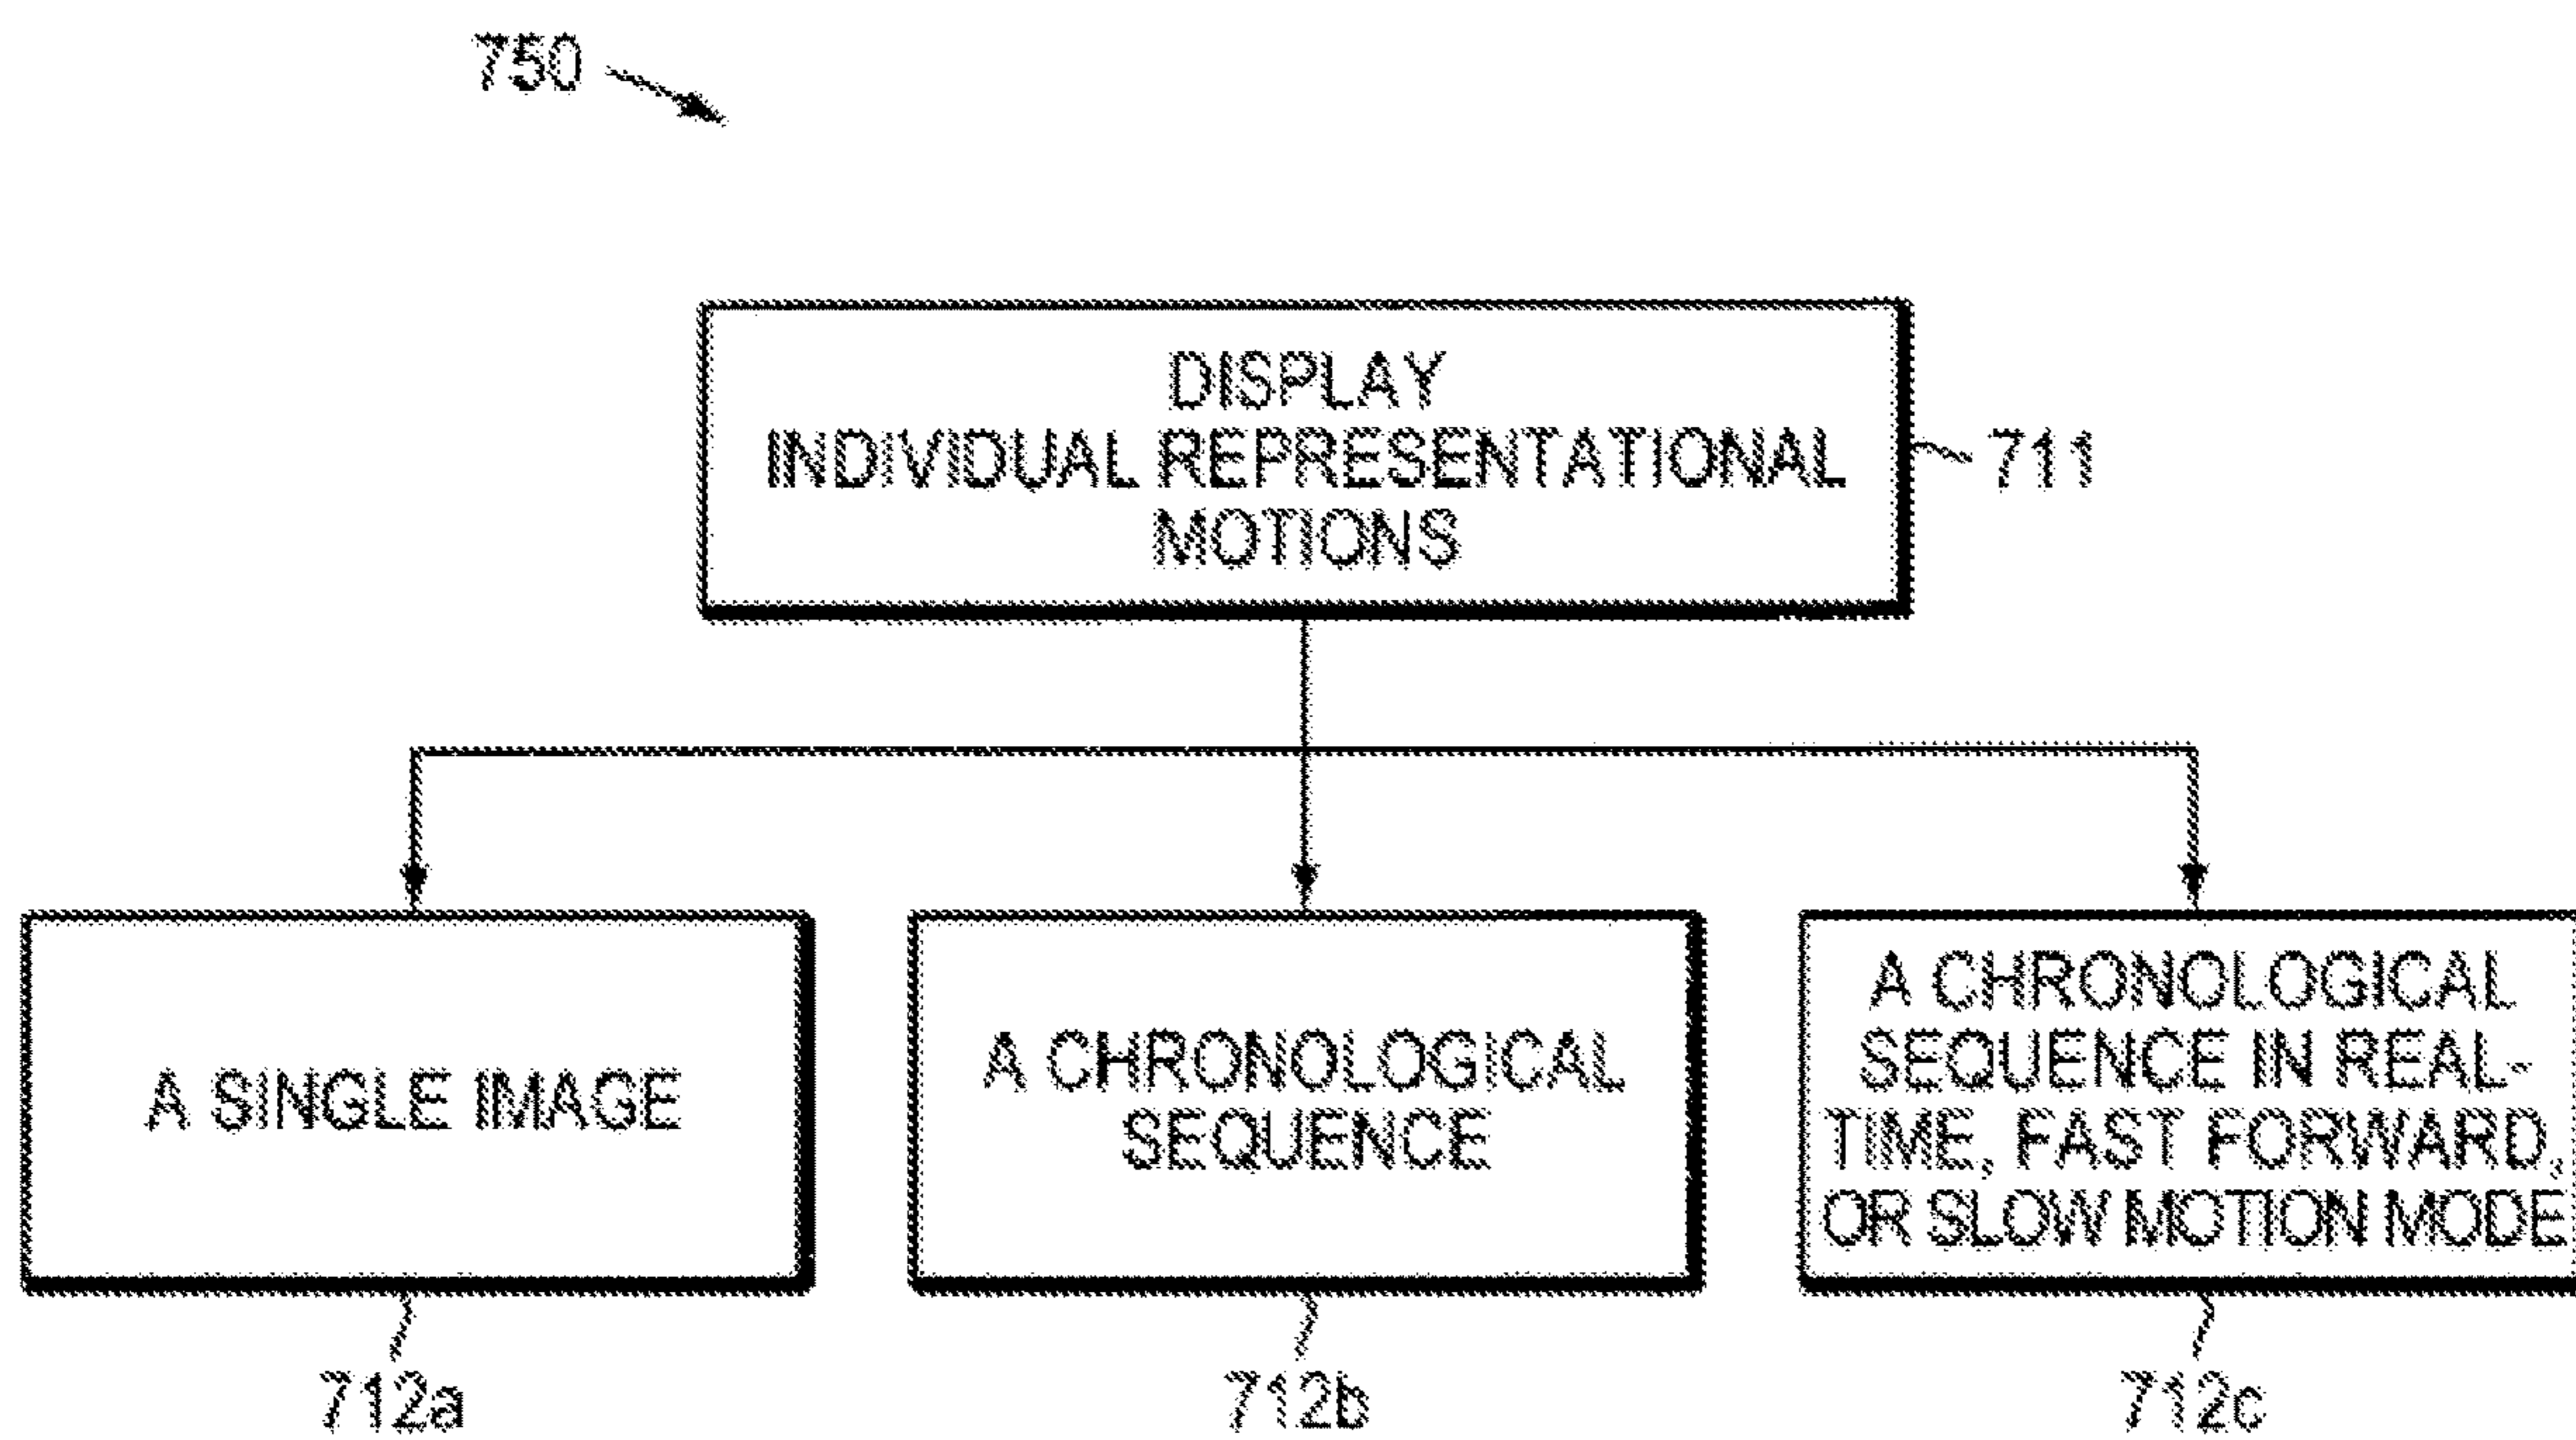 750
DISPLAY
INDIVIDUAL REPRESENTATIONAL
MOTIONS
711
A SINGLE IMAGE
A CHRONOLOGICAL
SEQUENCE
A CHRONOLOGICAL
SEQUENCE IN REAL-
TIME, FAST FORWARD,
OR SLOW MOTION MODE
712a
712b
712c